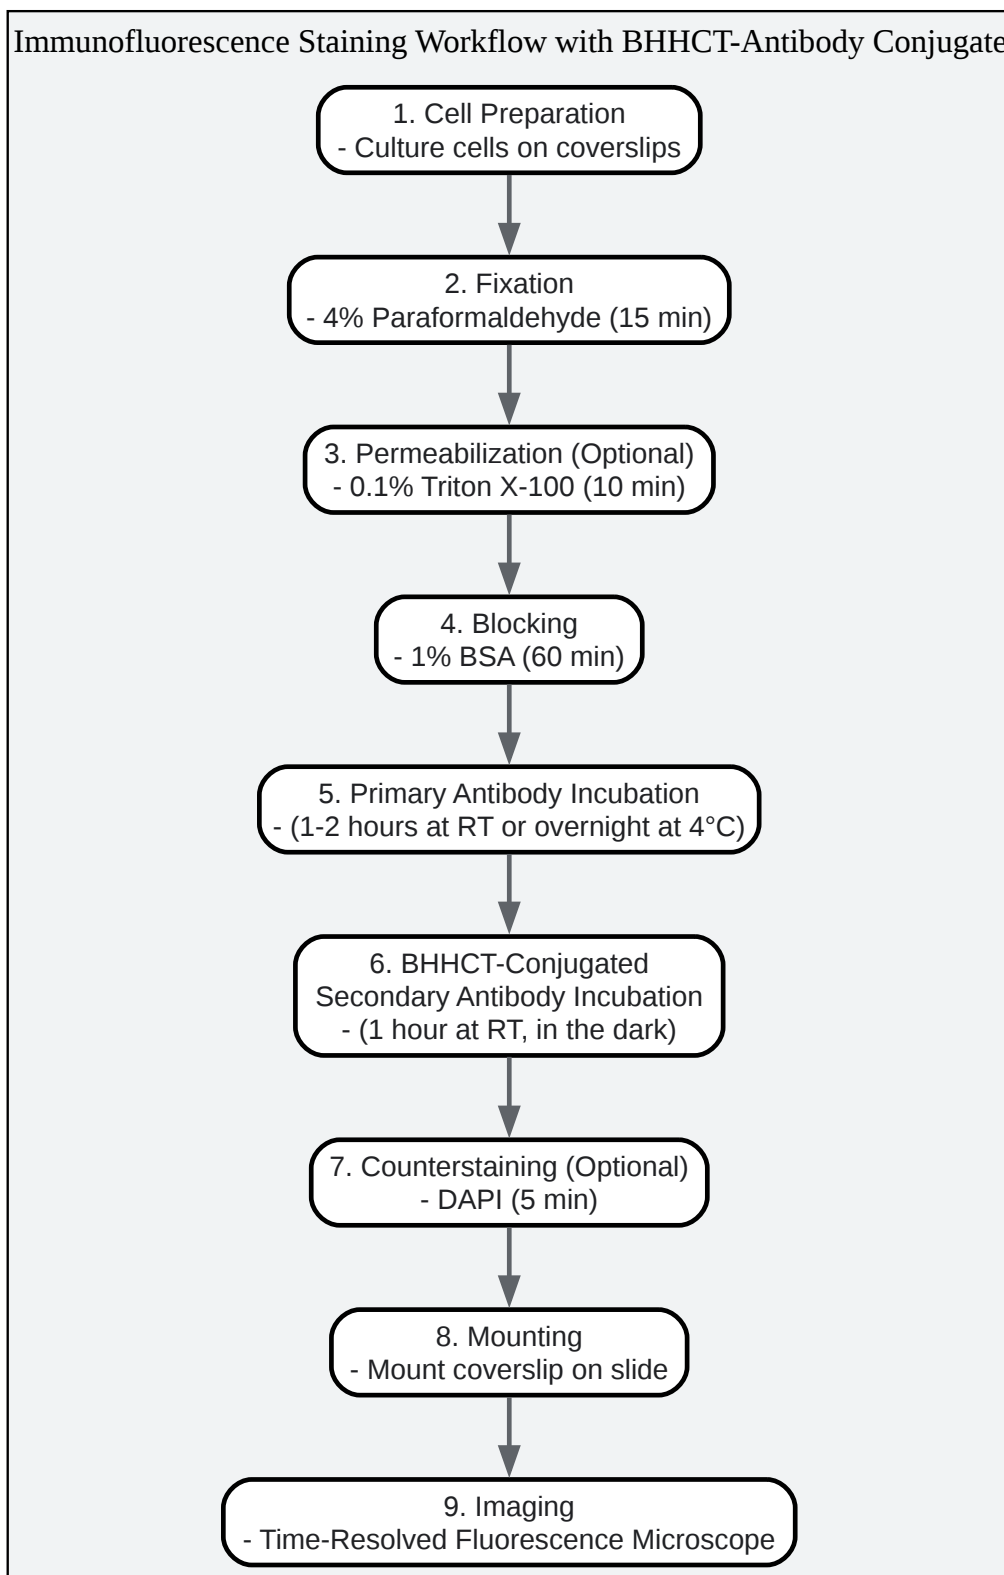 Immunofluorescence Staining Workflow with BHHCT-Antibody Conjugate
1. Cell Preparation
- Culture cells on coverslips
2. Fixation
- 4% Paraformaldehyde (15 min)
3. Permeabilization (Optional)
- 0.1% Triton X-100 (10 min)
4. Blocking
- 1% BSA (60 min)
5. Primary Antibody Incubation
- (1-2 hours at RT or overnight at 4°C)
6. BHHCT-Conjugated
Secondary Antibody Incubation
- (1 hour at RT, in the dark)
7. Counterstaining (Optional)
- DAPI (5 min)
8. Mounting
- Mount coverslip on slide
9. Imaging
- Time-Resolved Fluorescence Microscope